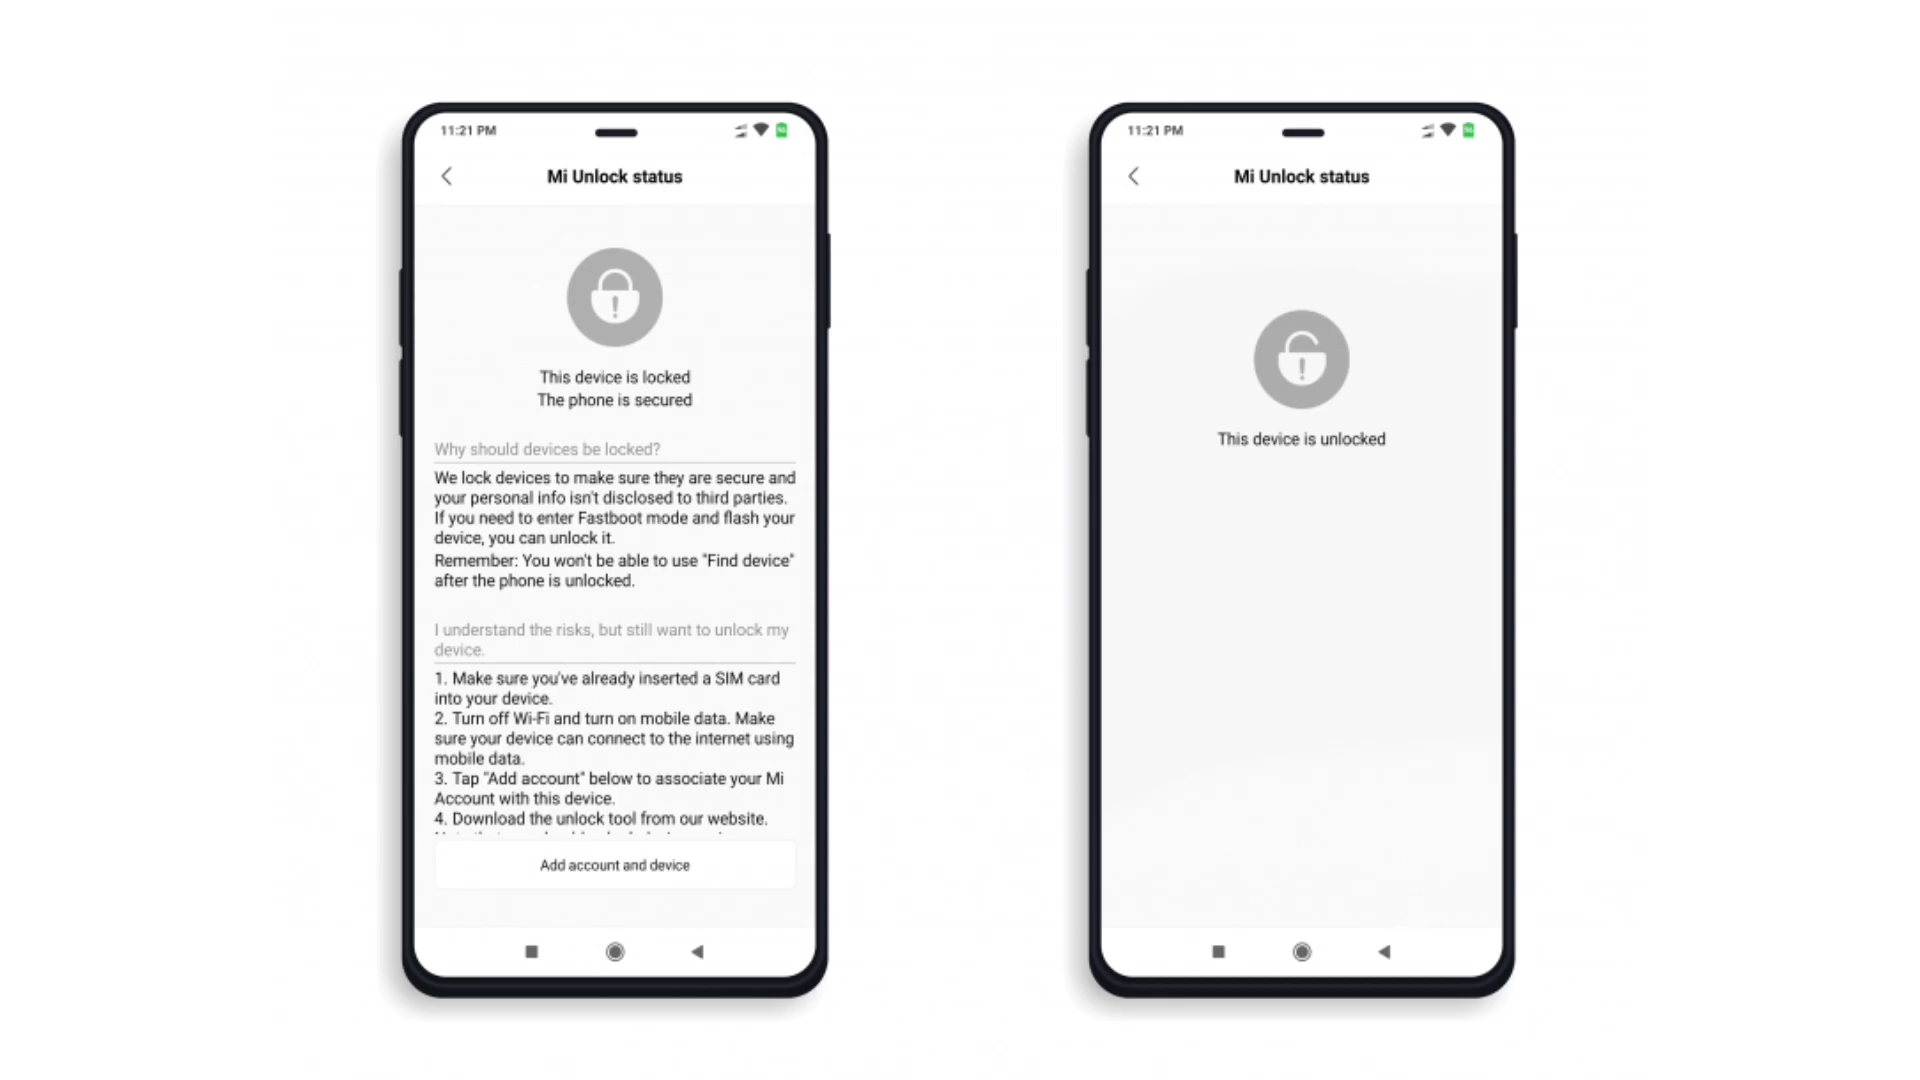 11:21 PM
Mi Unlock status
This device is locked
The phone is secured
Why should devices be locked?
We lock devices to make sure they are secure and
your personal info isn't disclosed to third parties.
If you need to enter Fastboot mode and flash your
device, you can unlock it.
Remember: You won't be able to use "Find device"
after the phone is unlocked.
I understand the risks, but still want to unlock my
device.
1. Make sure you've already inserted a SIM card
into your device.
2. Turn off Wi-Fi and turn on mobile data. Make
sure your device can connect to the internet using
mobile data.
3. Tap "Add account" below to associate your Mi
Account with this device.
4. Download the unlock tool from our website.
Add account and device
11:21 PM
Mi Unlock status
This device is unlocked